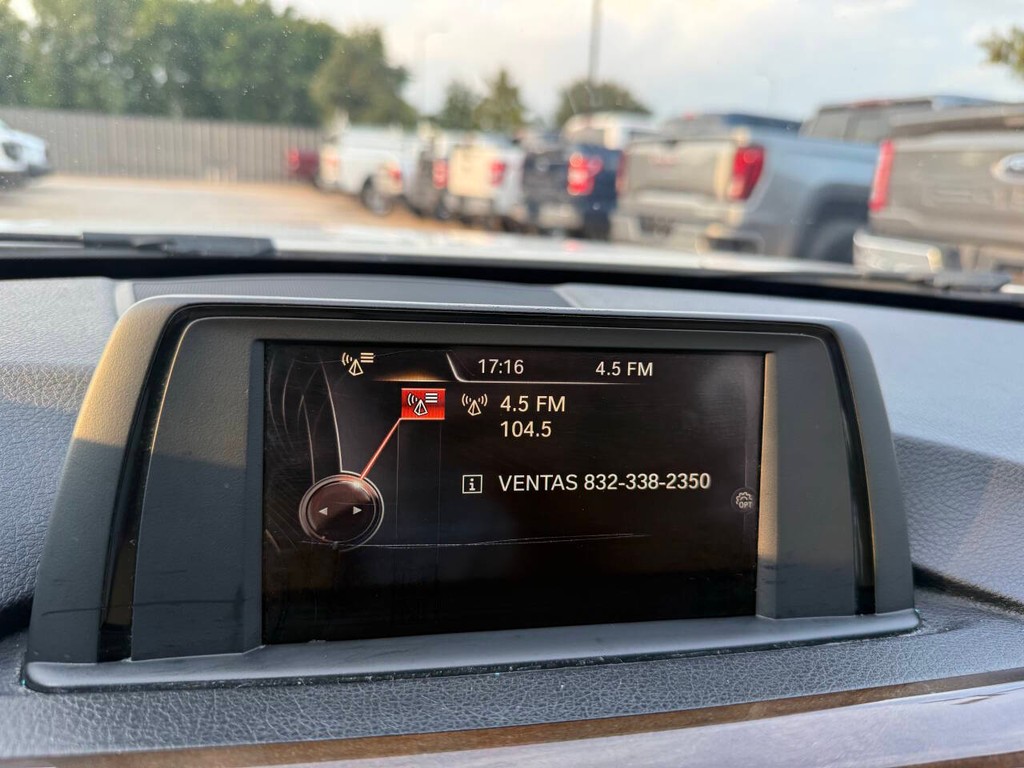 17:16 4.5 FM
4.5 FM
104.5
i VENTAS 832-338-2350
OPT